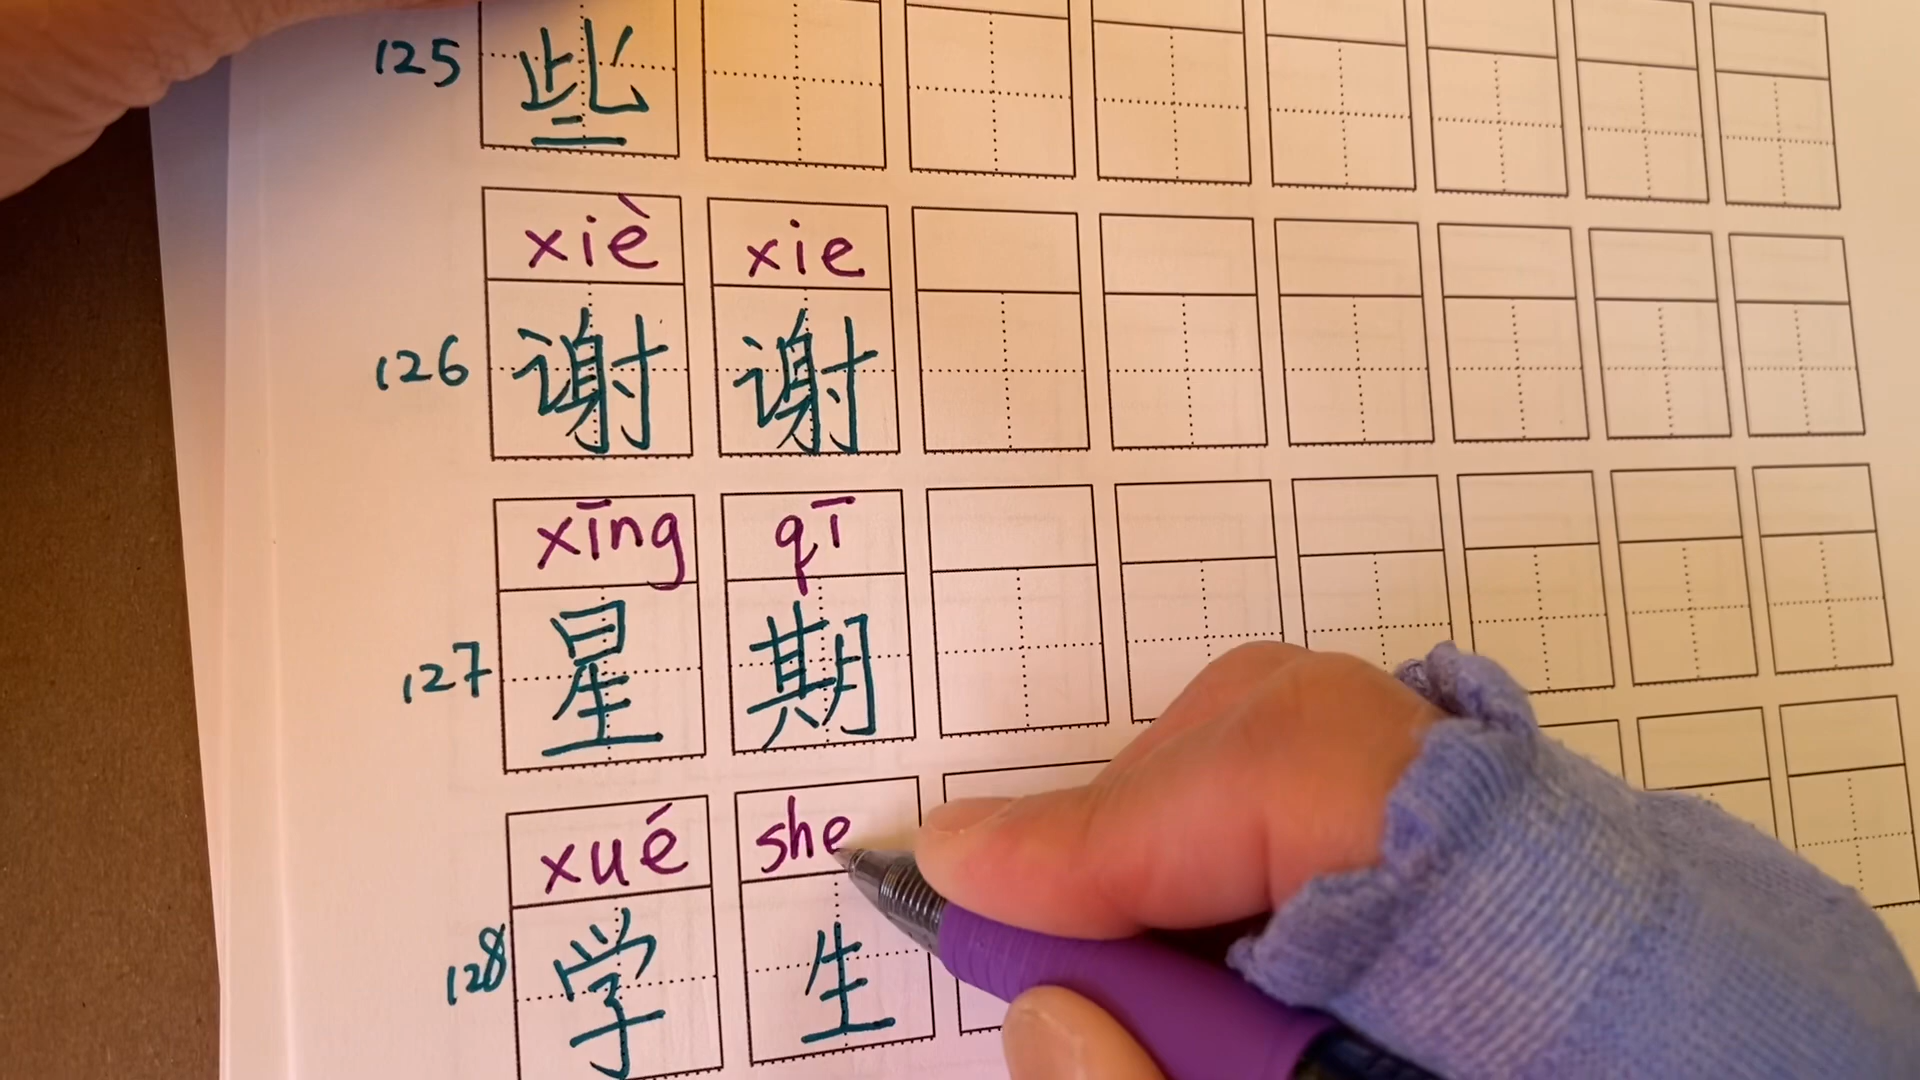 125 些
xiè xie
126 谢 谢
xīng qī
127 星 期
xué she
128 学 生